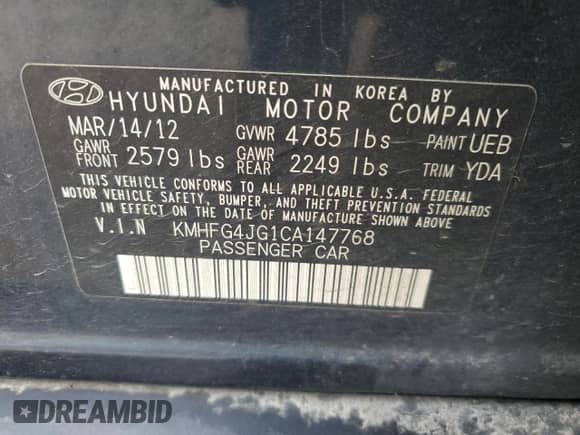 MANUFACTURED IN KOREA BY
HYUNDAI MOTOR COMPANY
MAR/14/12 GVWR 4785 lbs PAINT UEB
GAWR FRONT 2579 lbs GAWR REAR 2249 lbs TRIM YDA
THIS VEHICLE CONFORMS TO ALL APPLICABLE U.S.A. FEDERAL
MOTOR VEHICLE SAFETY, BUMPER, AND THEFT PREVENTION STANDARDS
IN EFFECT ON THE DATE OF MANUFACTURE SHOWN ABOVE.
V.I.N KMHFG4JG1CA147768
PASSENGER CAR
DREAMBID